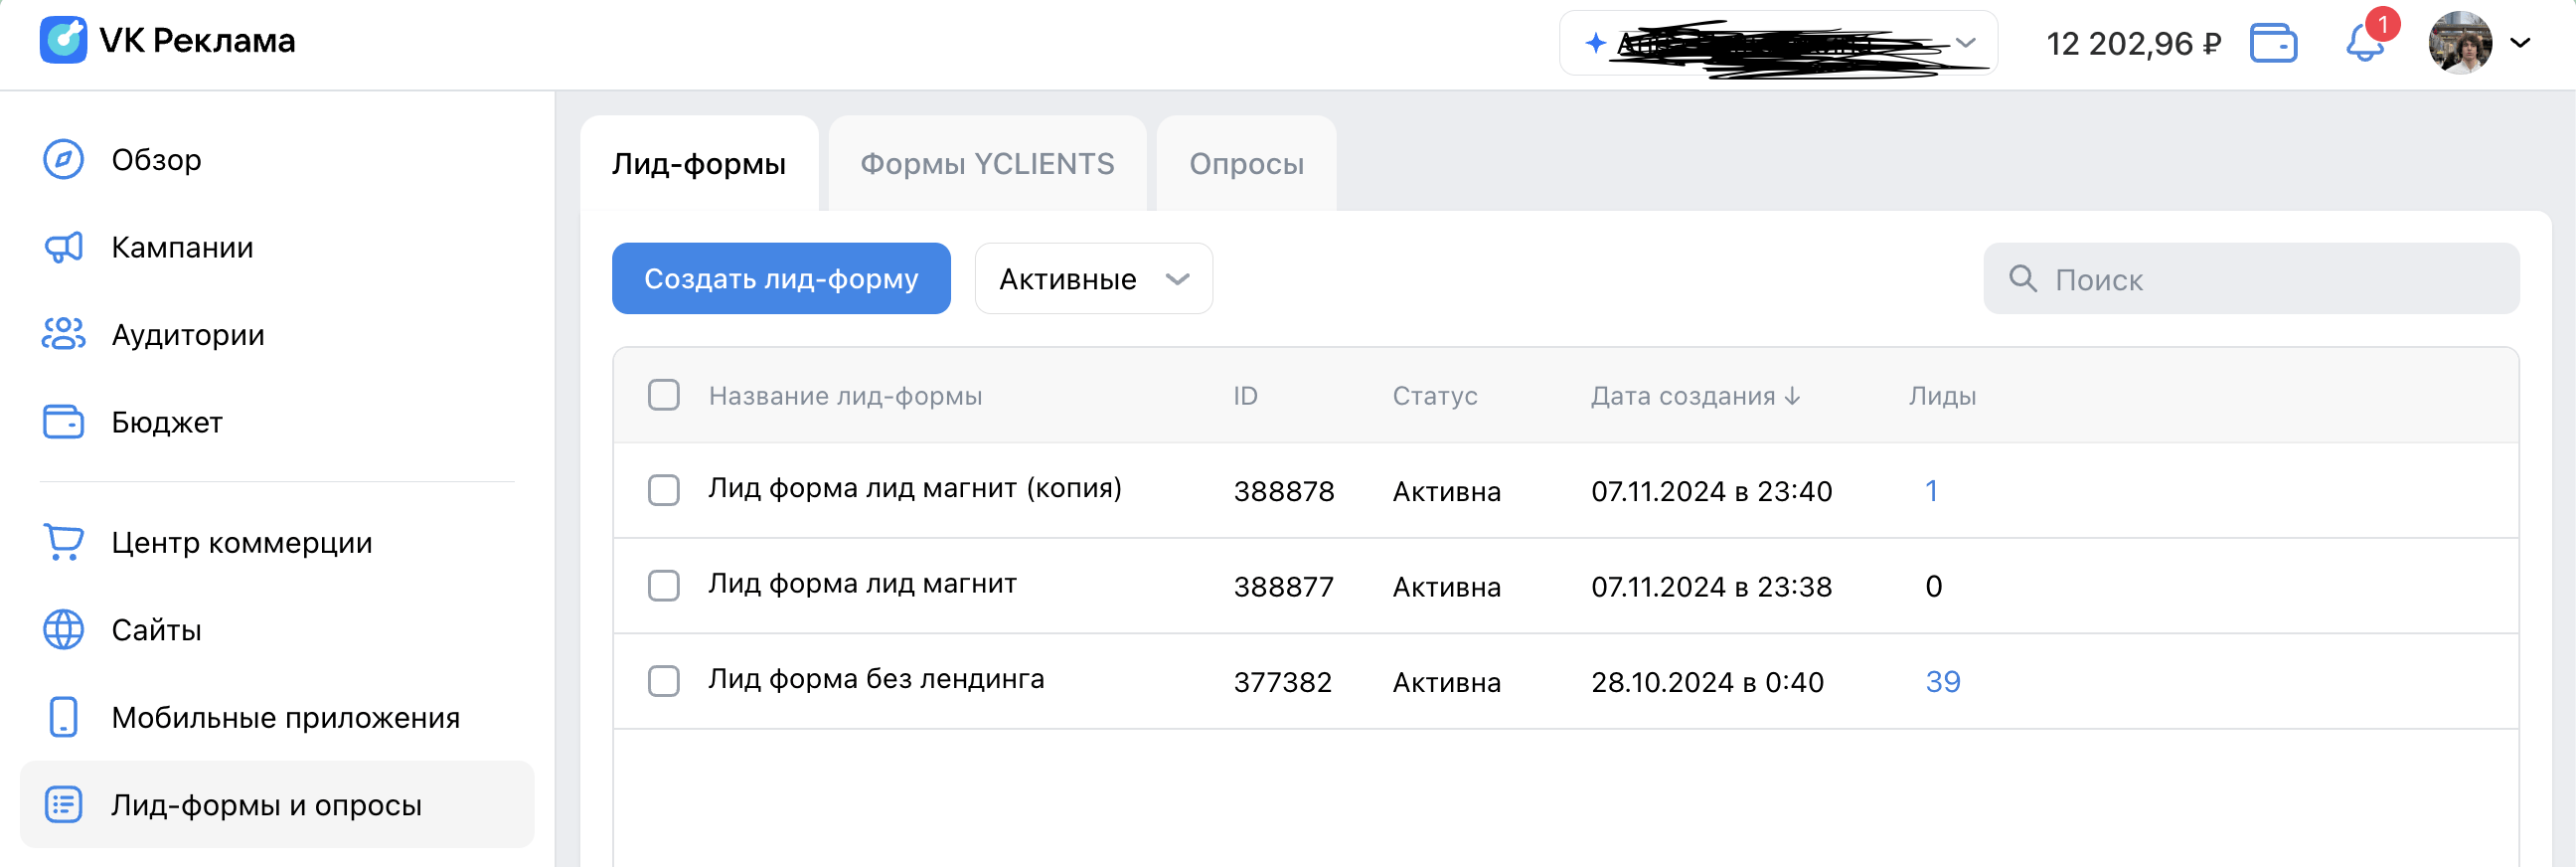 VK Реклама
12 202,96 ₽
1
Обзор
Кампании
Аудитории
Бюджет
Центр коммерции
Сайты
Мобильные приложения
Лид-формы и опросы
Лид-формы
Формы YCLIENTS
Опросы
Создать лид-форму
Активные
Поиск
Название лид-формы ID Статус Дата создания ↓ Лиды
Лид форма лид магнит (копия) 388878 Активна 07.11.2024 в 23:40 1
Лид форма лид магнит 388877 Активна 07.11.2024 в 23:38 0
Лид форма без лендинга 377382 Активна 28.10.2024 в 0:40 39